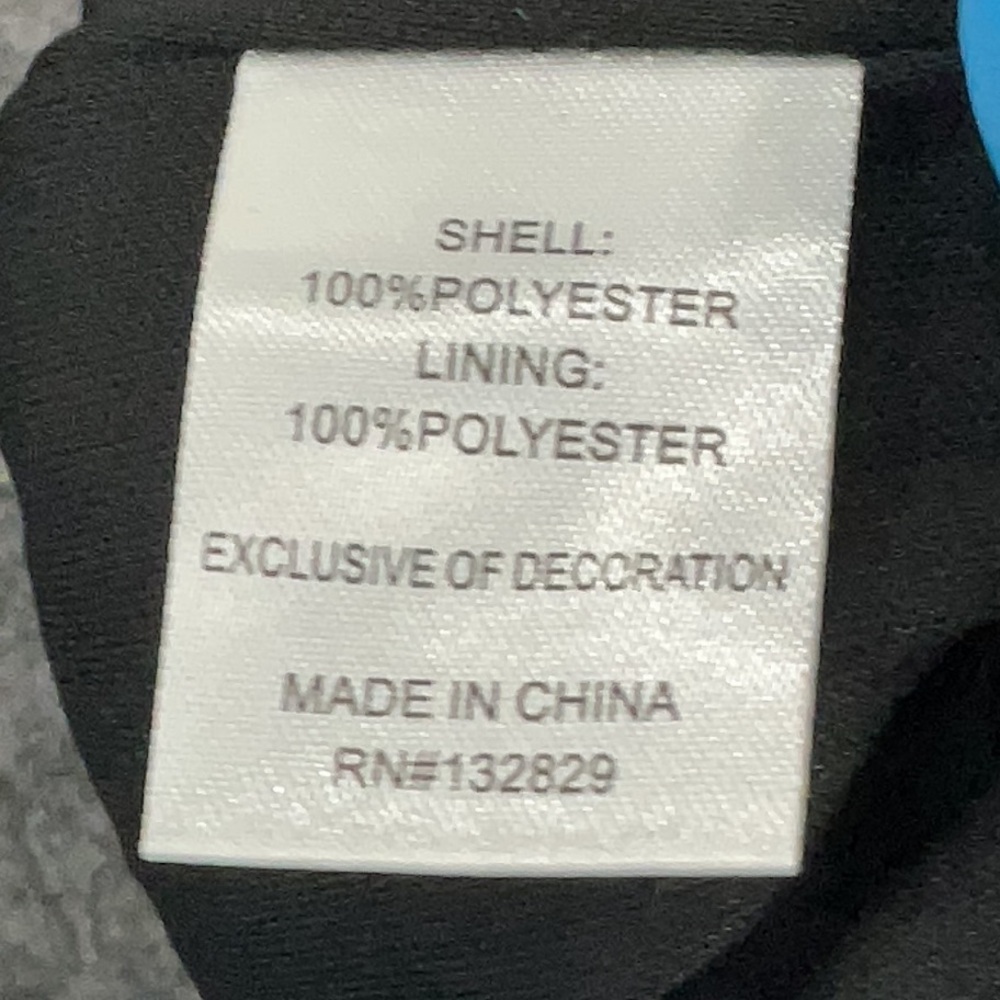 SHELL:
100%POLYESTER
LINING:
100%POLYESTER
EXCLUSIVE OF DECORATION
MADE IN CHINA
RN#132829